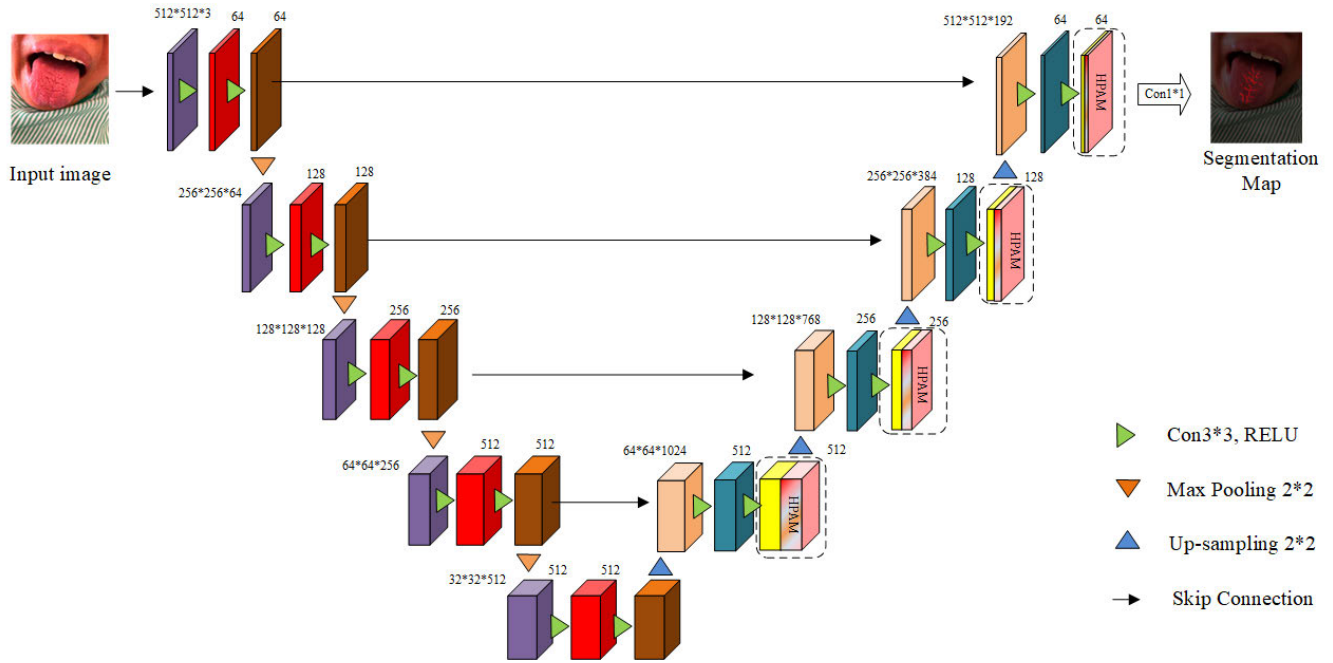 512*512*3 64 64
512*512*192 64 64
HPAM
Con1*1
Input image
Segmentation
Map
256*256*64 128 128
256*256*384 128 128
HPAM
128*128*128 256 256
128*128*768 256 256
HPAM
64*64*256 512 512
64*64*1024 512 512
HPAM
32*32*512 512 512
Con3*3, RELU
Max Pooling 2*2
Up-sampling 2*2
Skip Connection